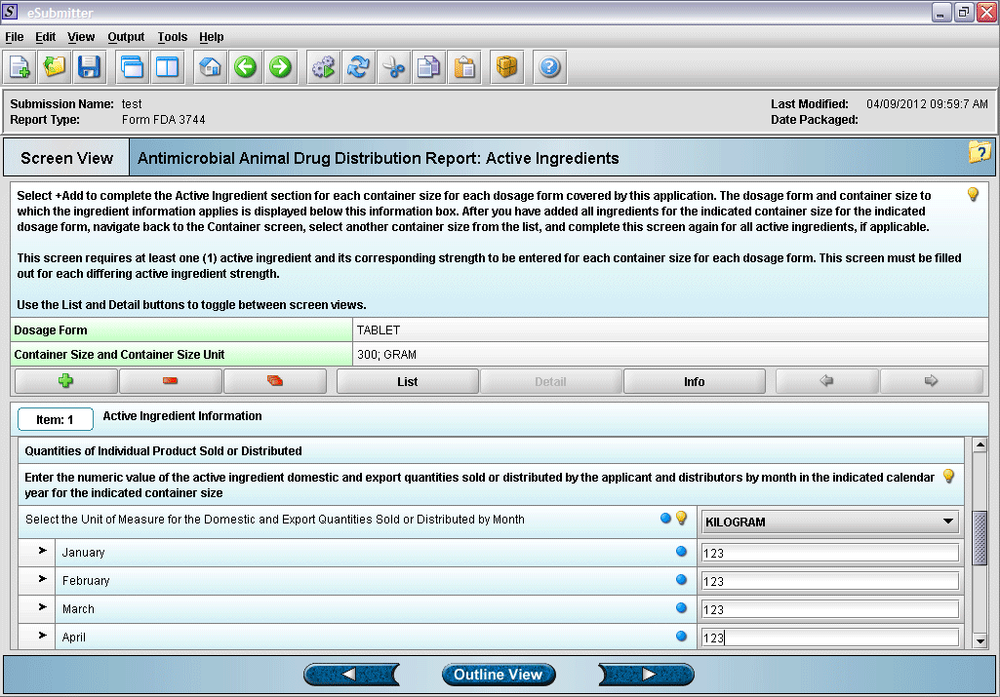 S eSubmitter
File Edit View Output Tools Help
Submission Name: test
Last Modified: 04/09/2012 09:59:7 AM
Report Type: Form FDA 3744
Date Packaged:
Screen View
Antimicrobial Animal Drug Distribution Report: Active Ingredients
Select +Add to complete the Active Ingredient section for each container size for each dosage form covered by this application. The dosage form and container size to
which the ingredient information applies is displayed below this information box. After you have added all ingredients for the indicated container size for the indicated
dosage form, navigate back to the Container screen, select another container size from the list, and complete this screen again for all active ingredients, if applicable.
This screen requires at least one (1) active ingredient and its corresponding strength to be entered for each container size for each dosage form. This screen must be filled
out for each differing active ingredient strength.
Use the List and Detail buttons to toggle between screen views.
Dosage Form TABLET
Container Size and Container Size Unit 300; GRAM
List Detail Info
Item: 1 Active Ingredient Information
Quantities of Individual Product Sold or Distributed
Enter the numeric value of the active ingredient domestic and export quantities sold or distributed by the applicant and distributors by month in the indicated calendar
year for the indicated container size
Select the Unit of Measure for the Domestic and Export Quantities Sold or Distributed by Month KILOGRAM
January 123
February 123
March 123
April 123
Outline View